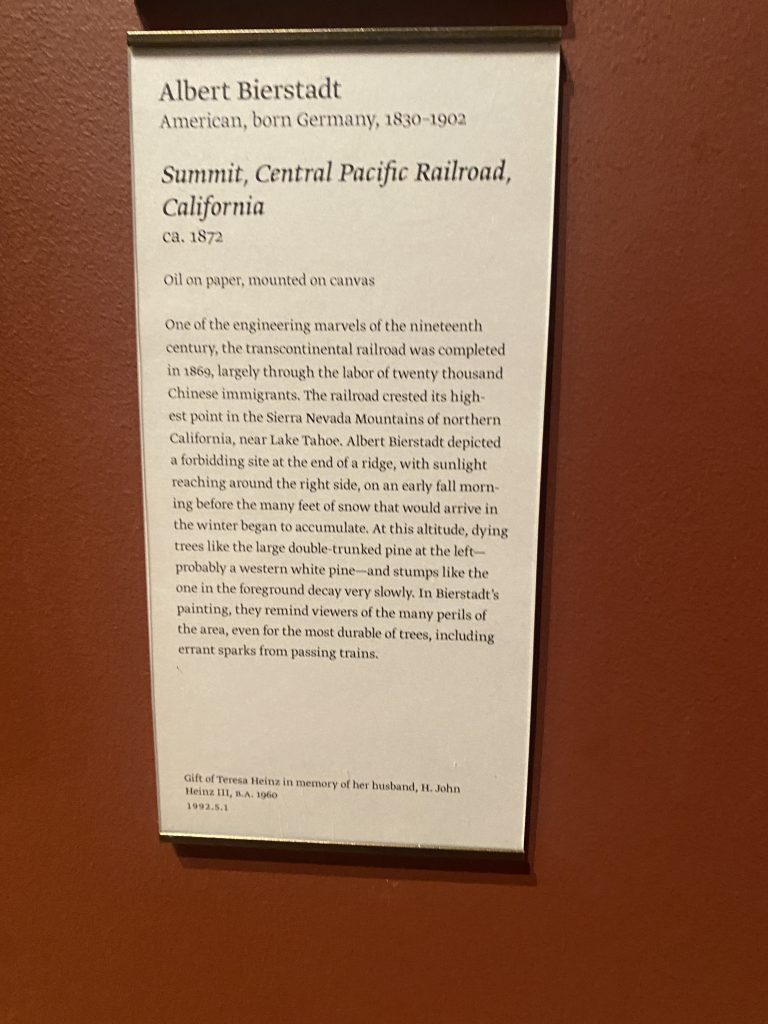 Albert Bierstadt
American, born Germany, 1830–1902
Summit, Central Pacific Railroad,
California
ca. 1872
Oil on paper, mounted on canvas
One of the engineering marvels of the nineteenth
century, the transcontinental railroad was completed
in 1869, largely through the labor of twenty thousand
Chinese immigrants. The railroad crested its high-
est point in the Sierra Nevada Mountains of northern
California, near Lake Tahoe. Albert Bierstadt depicted
a forbidding site at the end of a ridge, with sunlight
reaching around the right side, on an early fall morn-
ing before the many feet of snow that would arrive in
the winter began to accumulate. At this altitude, dying
trees like the large double-trunked pine at the left—
probably a western white pine—and stumps like the
one in the foreground decay very slowly. In Bierstadt’s
painting, they remind viewers of the many perils of
the area, even for the most durable of trees, including
errant sparks from passing trains.
Gift of Teresa Heinz in memory of her husband, H. John
Heinz III, B.A. 1960
1992.5.1